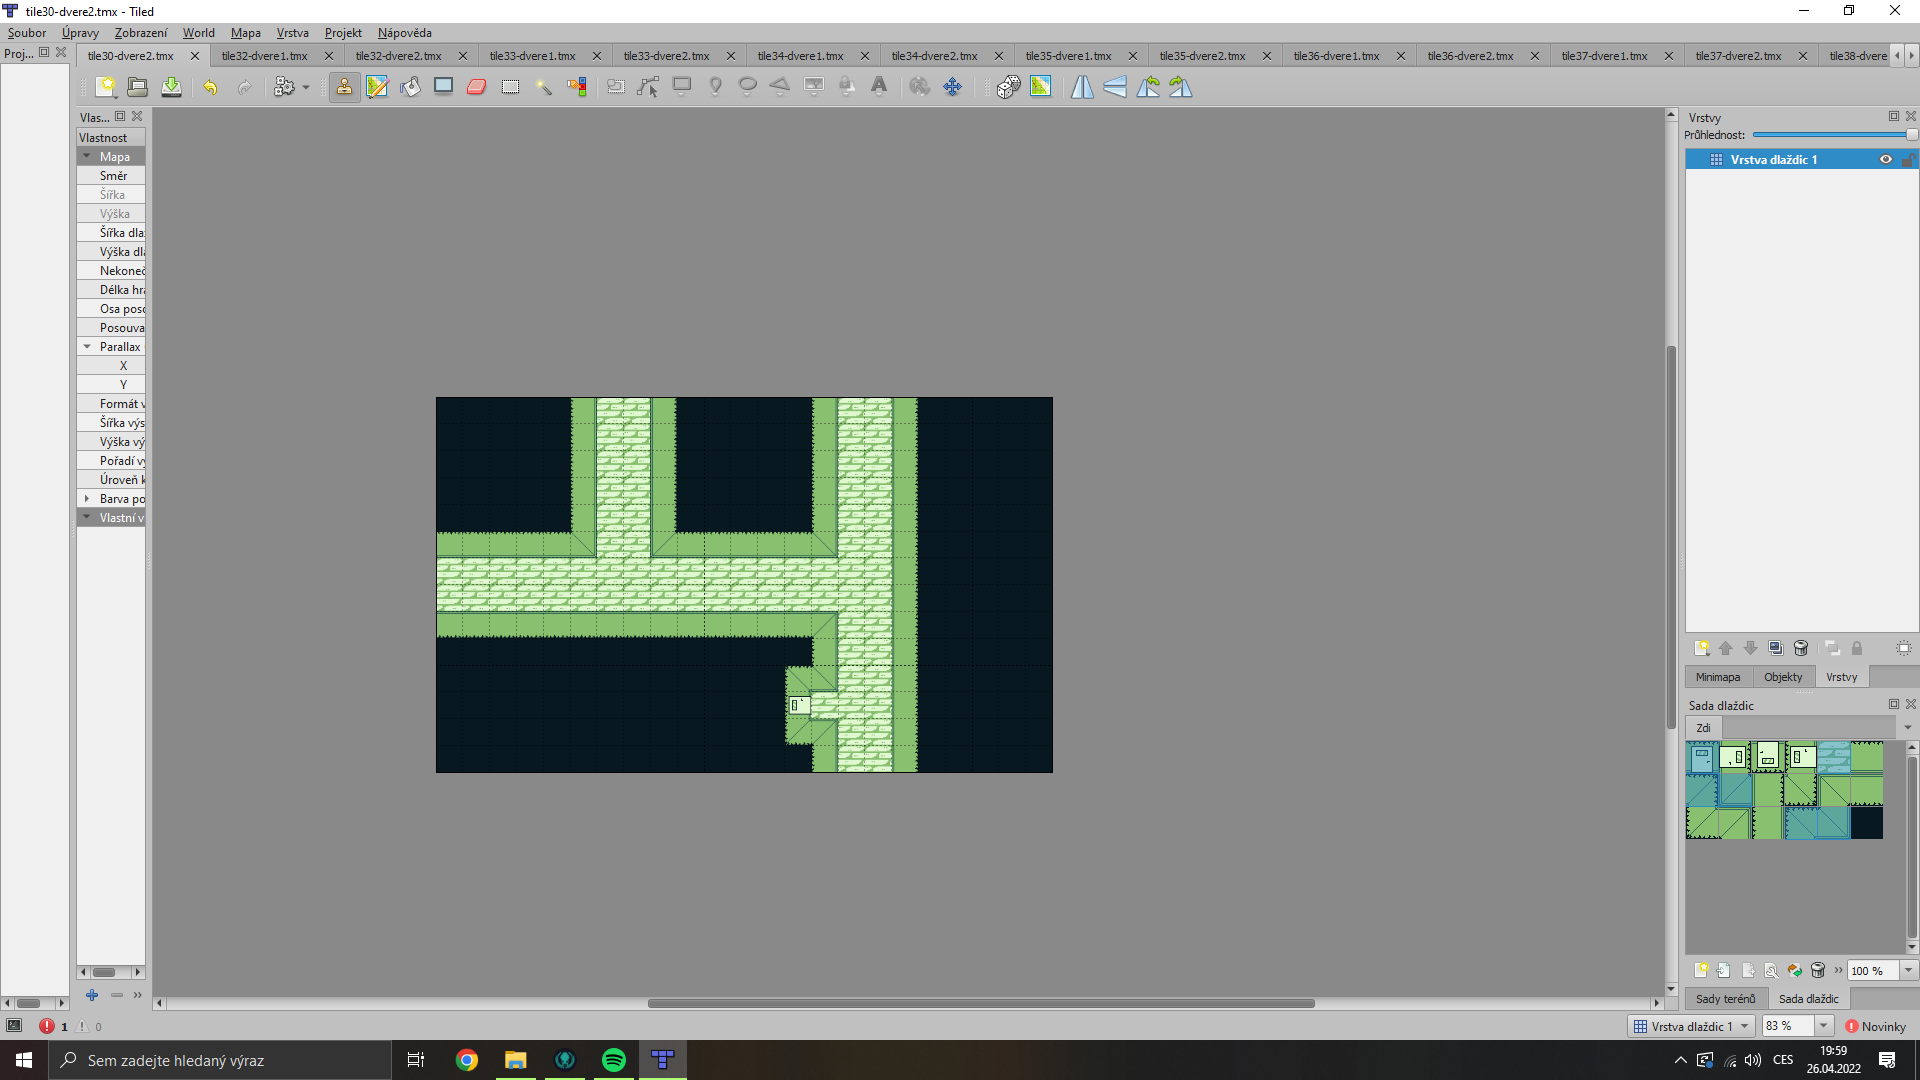 tile30-dvere2.tmx - Tiled
Soubor Úpravy Zobrazení World Mapa Vrstva Projekt Nápověda
Proj... tile30-dvere2.tmx tile32-dvere1.tmx tile32-dvere2.tmx tile33-dvere1.tmx tile33-dvere2.tmx tile34-dvere1.tmx tile34-dvere2.tmx tile35-dvere1.tmx tile35-dvere2.tmx tile36-dvere1.tmx tile36-dvere2.tmx tile37-dvere1.tmx tile37-dvere2.tmx tile38-dvere
Vlas...
Vlastnost
Mapa
Směr
Šířka
Výška
Šířka dla
Výška dl
Nekoneč
Délka hr
Osa poso
Posouva
Parallax
X
Y
Formát v
Šířka výs
Výška vý
Pořadí vy
Úroveň k
Barva po
Vlastní v
Vrstvy
Průhlednost:
Vrstva dlaždic 1
Minimapa Objekty Vrstvy
Sada dlaždic
Zdi
100 %
Sady terénů Sada dlaždic
1 0
Vrstva dlaždic 1 83 % Novinky
Sem zadejte hledaný výraz
CES
19:59
26.04.2022